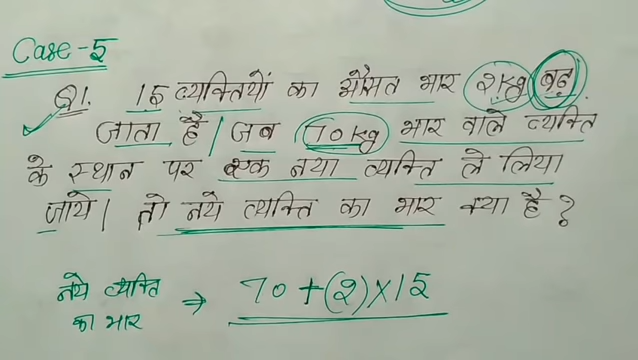 Case-5
Q1. 15 व्यक्तियों का औसत भार 2Kg बढ़
जाता है / जब 70Kg भार वाले व्यक्ति
के स्थान पर एक नया व्यक्ति ले लिया
जाये। तो नये व्यक्ति का भार क्या है?
नये व्यक्ति ⇒ 70 + (2) × 15
का भार